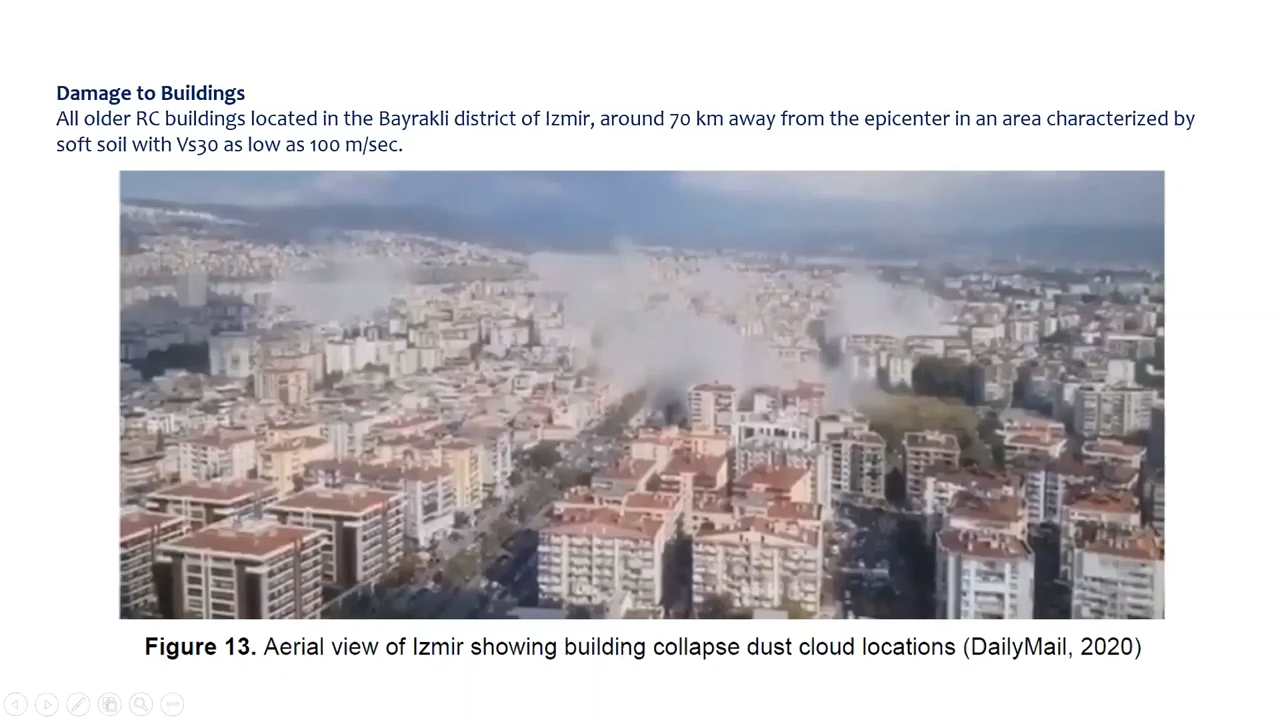 Damage to Buildings
All older RC buildings located in the Bayrakli district of Izmir, around 70 km away from the epicenter in an area characterized by
soft soil with Vs30 as low as 100 m/sec.
Figure 13. Aerial view of Izmir showing building collapse dust cloud locations (DailyMail, 2020)